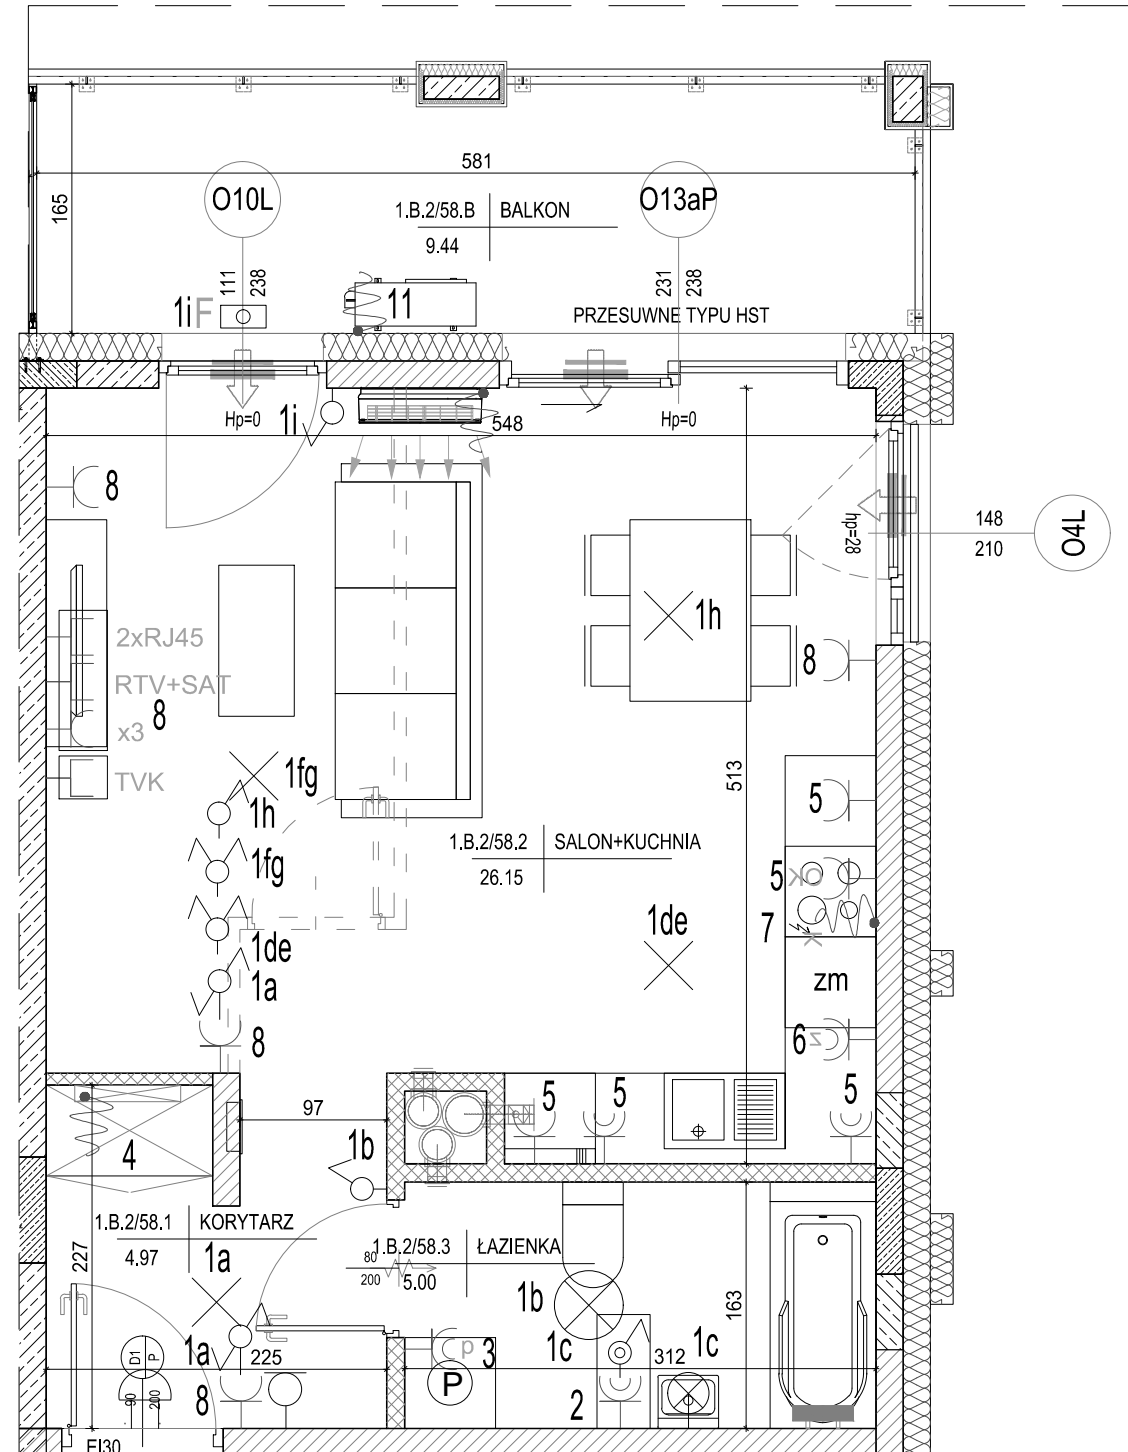 581
O10L
O13aP
165
1.B.2/58.B BALKON
9.44
111
238
231
238
1iF
11
PRZESUWNE TYPU HST
Hp=0
1i
548
Hp=0
8
148
210
O4L
hp=28
1h
2xRJ45
8
RTV+SAT
8
x3
TVK
1fg
513
1h
5
1.B.2/58.2 SALON+KUCHNIA
26.15
1fg
5
OK
1de
7
K
1de
1a
zm
8
6
Z
5
5
5
97
1b
4
1.B.2/58.1 KORYTARZ
4.97
1a
227
1.B.2/58.3 ŁAZIENKA
5.00
80
200
1b
163
1a
225
3
p
P
1c
312
1c
D1
P
90
200
8
2
EI30